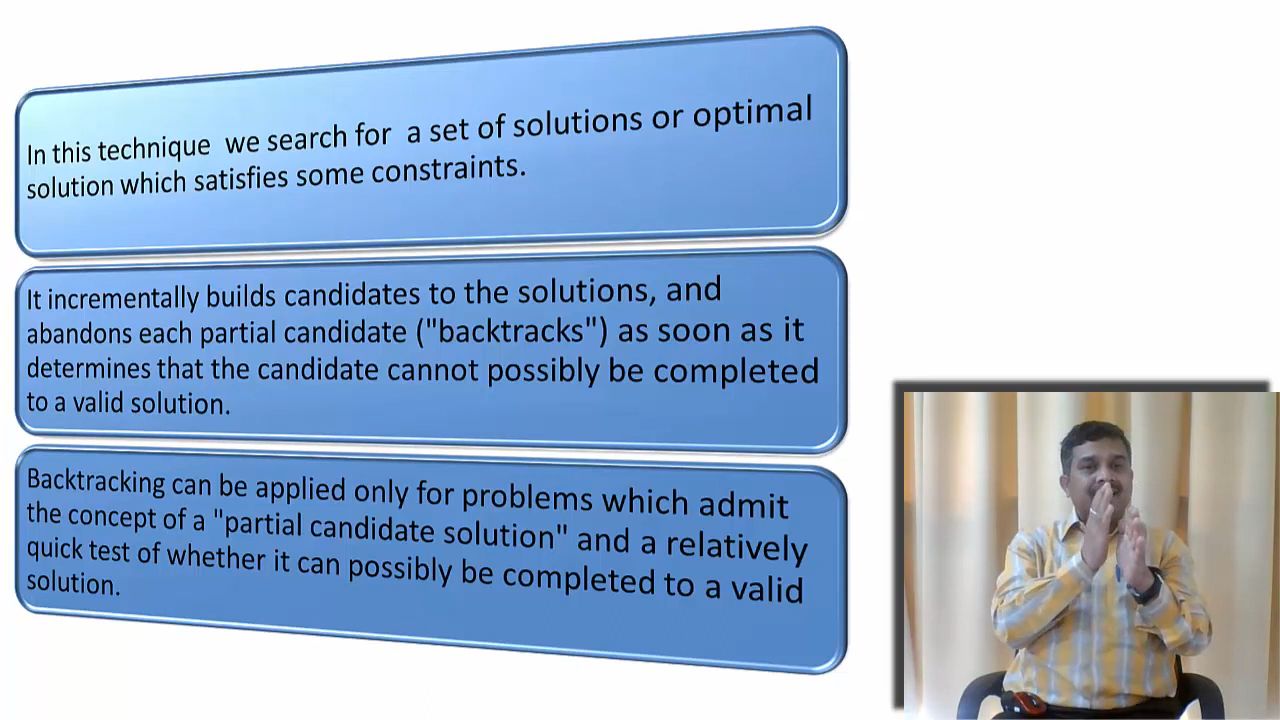 In this technique  we search for  a set of solutions or optimal
solution which satisfies some constraints.
It incrementally builds candidates to the solutions, and
abandons each partial candidate ("backtracks") as soon as it
determines that the candidate cannot possibly be completed
to a valid solution.
Backtracking can be applied only for problems which admit
the concept of a "partial candidate solution" and a relatively
quick test of whether it can possibly be completed to a valid
solution.